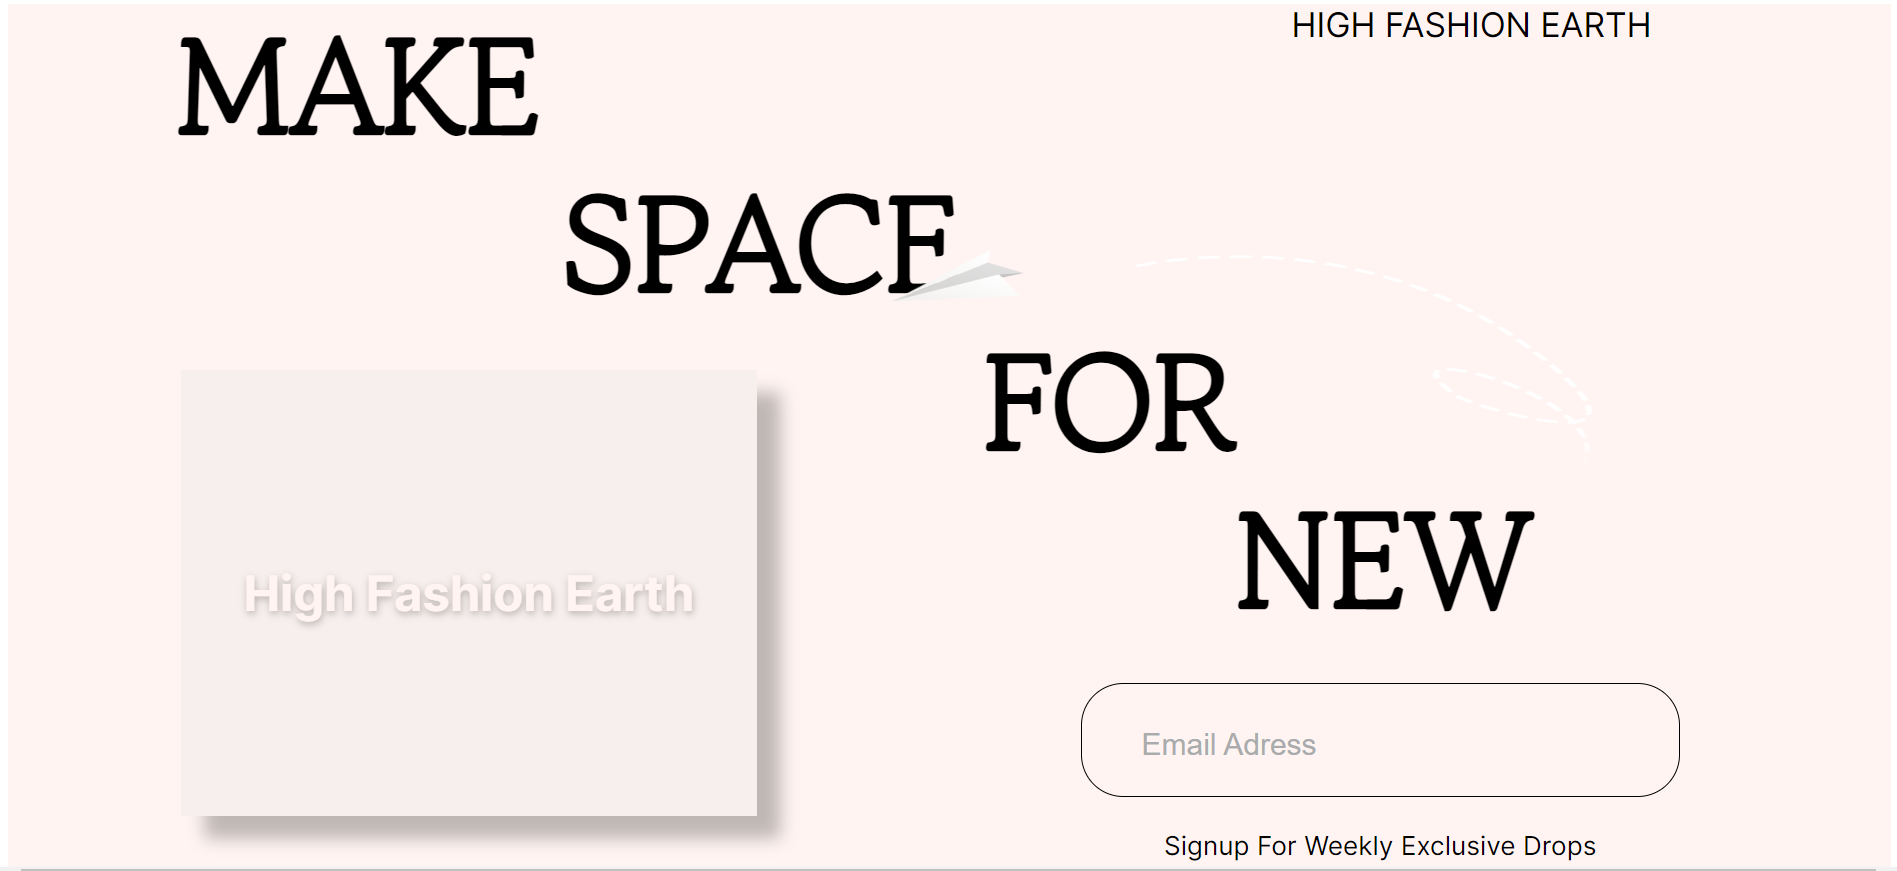 HIGH FASHION EARTH
MAKE
SPACE
FOR
NEW
High Fashion Earth
Email Adress
Signup For Weekly Exclusive Drops